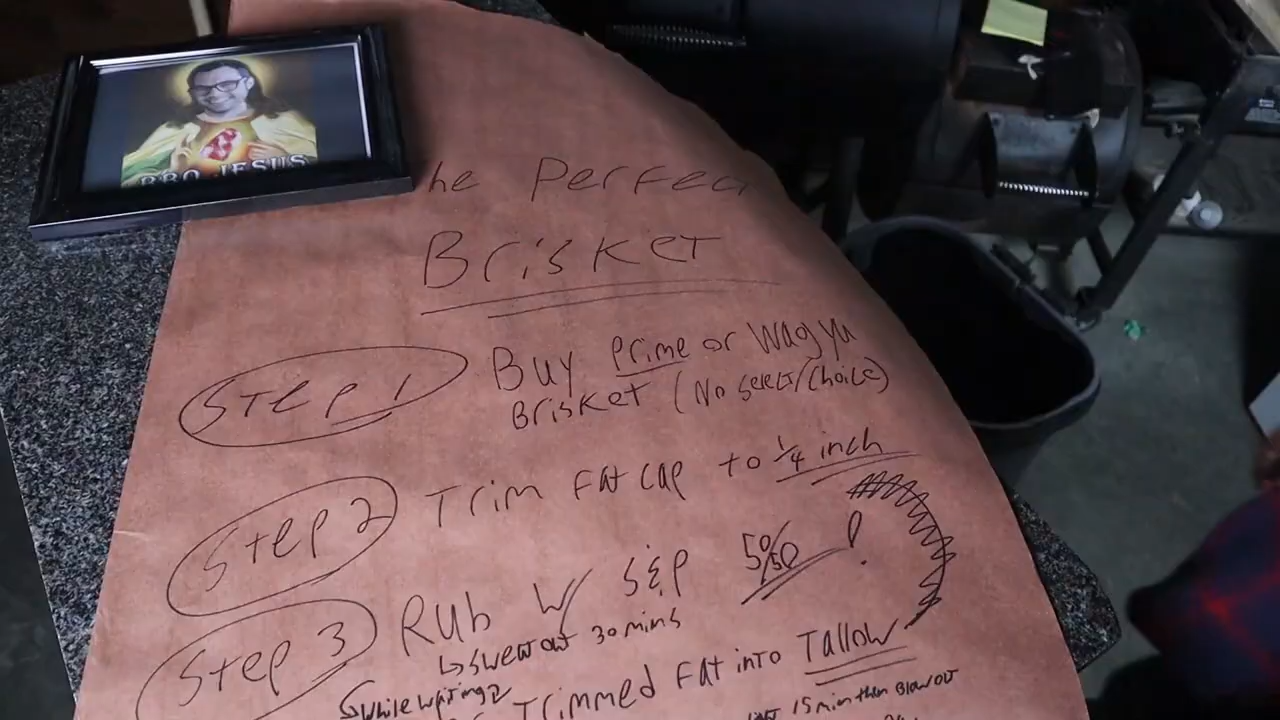 BBQ JESUS
he Perfect
Brisket
Step 1 Buy Prime or Wagyu
Brisket (No Select/Choice)
Step 2 Trim Fat Cap to 1/4 inch
Step 3 Rub w/ S&P 50/50 !
↳ Sweat out 30 mins
while waiting
Trimmed Fat into Tallow
15 min then Blow out